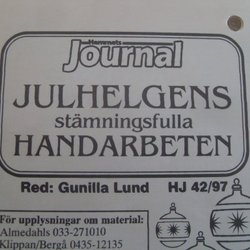 Hemmets
Journal
JULHELGENS
stämningsfulla
HANDARBETEN
Red: Gunilla Lund HJ 42/97
För upplysningar om material:
Almedahls 033-271010
Klippan/Bergå 0435-12135